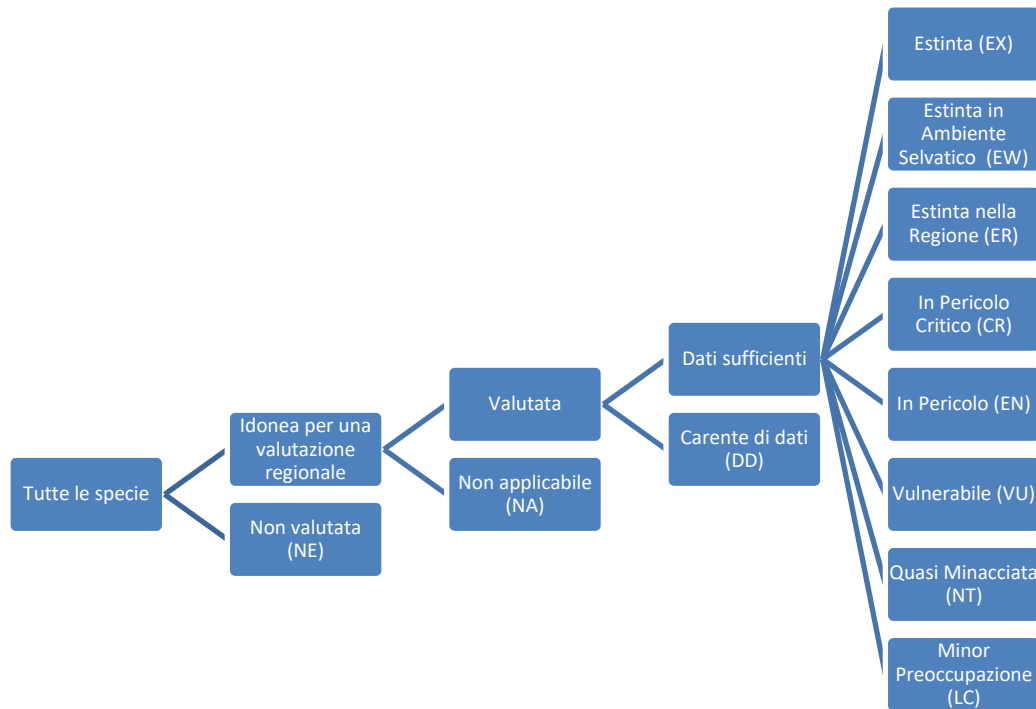 Tutte le specie
Idonea per una
valutazione
regionale
Non valutata
(NE)
Valutata
Non applicabile
(NA)
Dati sufficienti
Carente di dati
(DD)
Estinta (EX)
Estinta in
Ambiente
Selvatico (EW)
Estinta nella
Regione (ER)
In Pericolo
Critico (CR)
In Pericolo (EN)
Vulnerabile (VU)
Quasi Minacciata
(NT)
Minor
Preoccupazione
(LC)